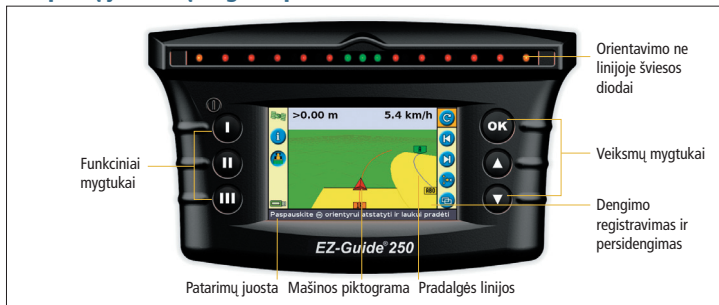 Orientavimo ne
linijoje šviesos
diodai
>0.00 m 5.4 km/h
I
II
III
OK
Funkciniai
mygtukai
Veiksmų mygtukai
Dengimo
registravimas ir
persidengimas
Paspauskite orientyrui atstatyti ir laukui pradėti
EZ-Guide® 250
Patarimų juosta Mašinos piktograma Pradalgės linijos